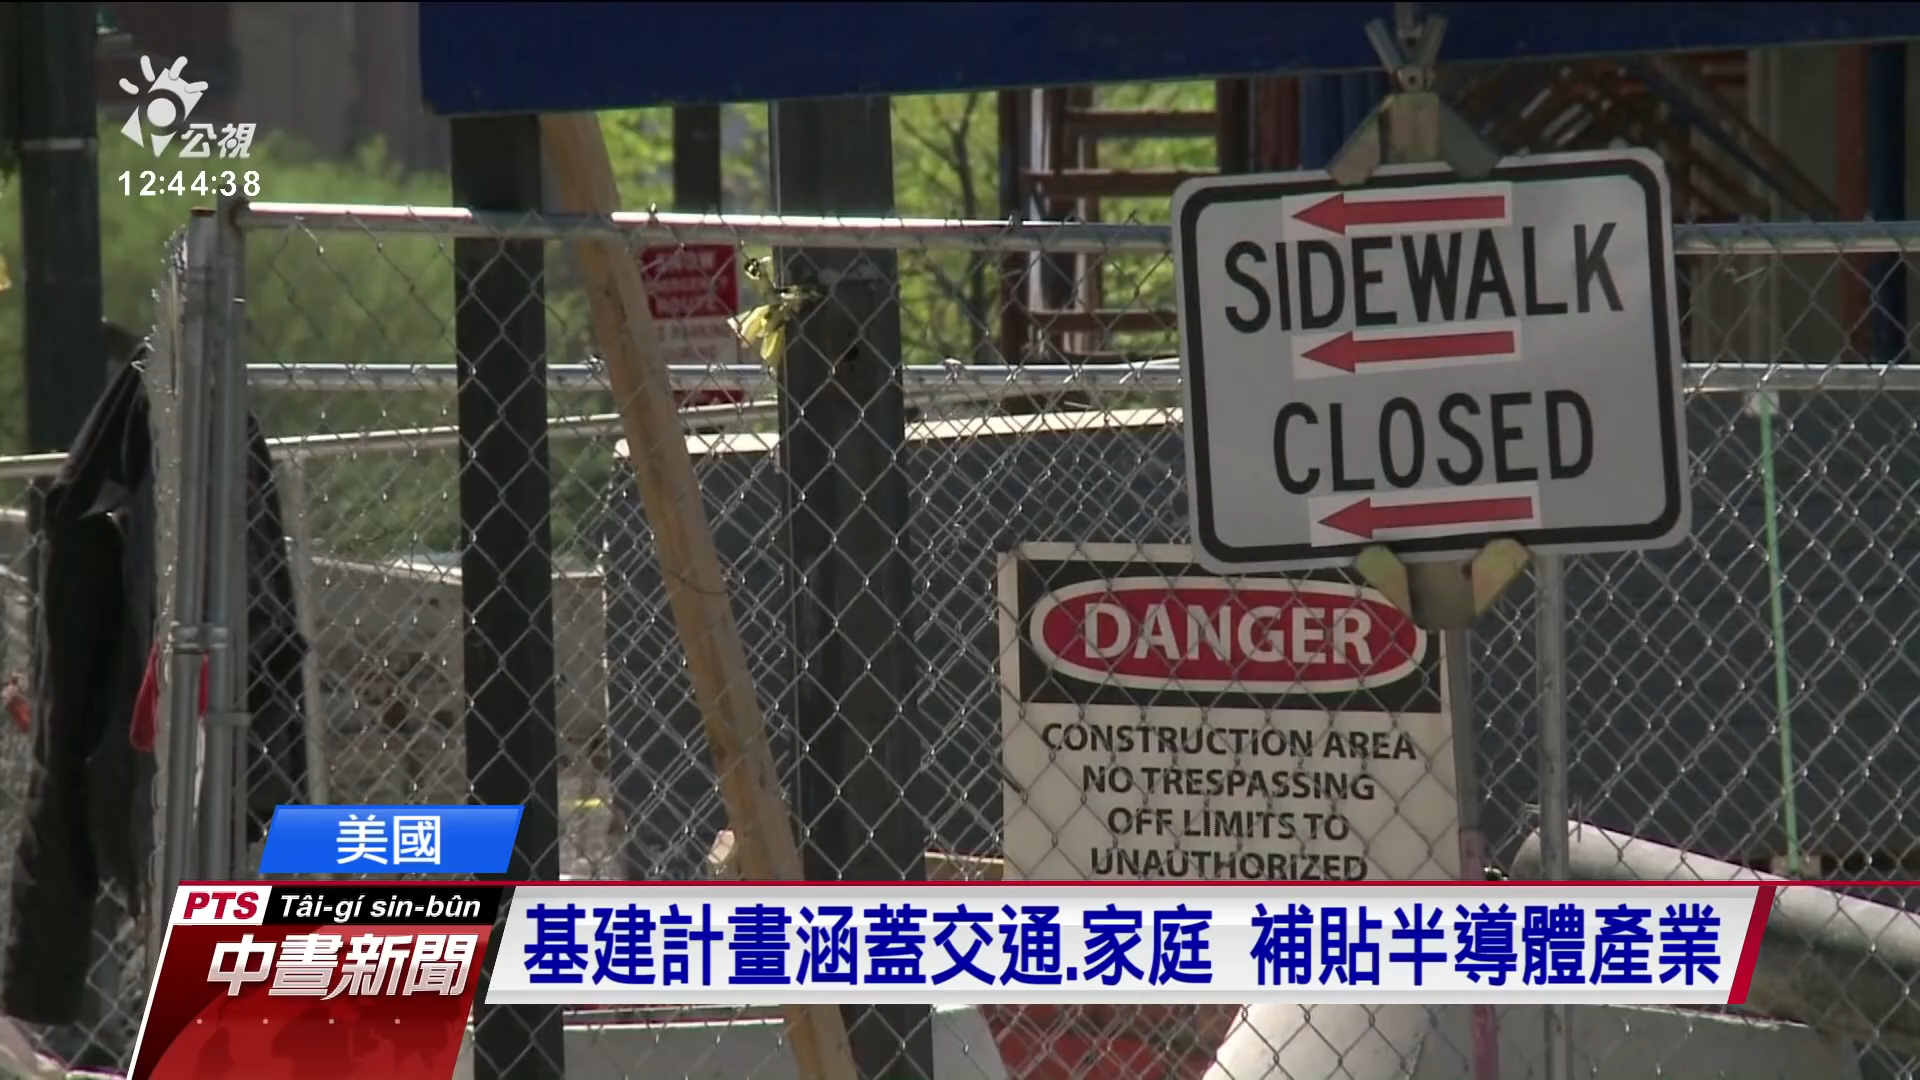 公視
12:44:38
SNOW
ROUTE
SIDEWALK
CLOSED
DANGER
CONSTRUCTION AREA
NO TRESPASSING
OFF LIMITS TO
UNAUTHORIZED
美國
PTS Tâi-gí sin-bûn
中晝新聞
基建計畫涵蓋交通.家庭 補貼半導體產業